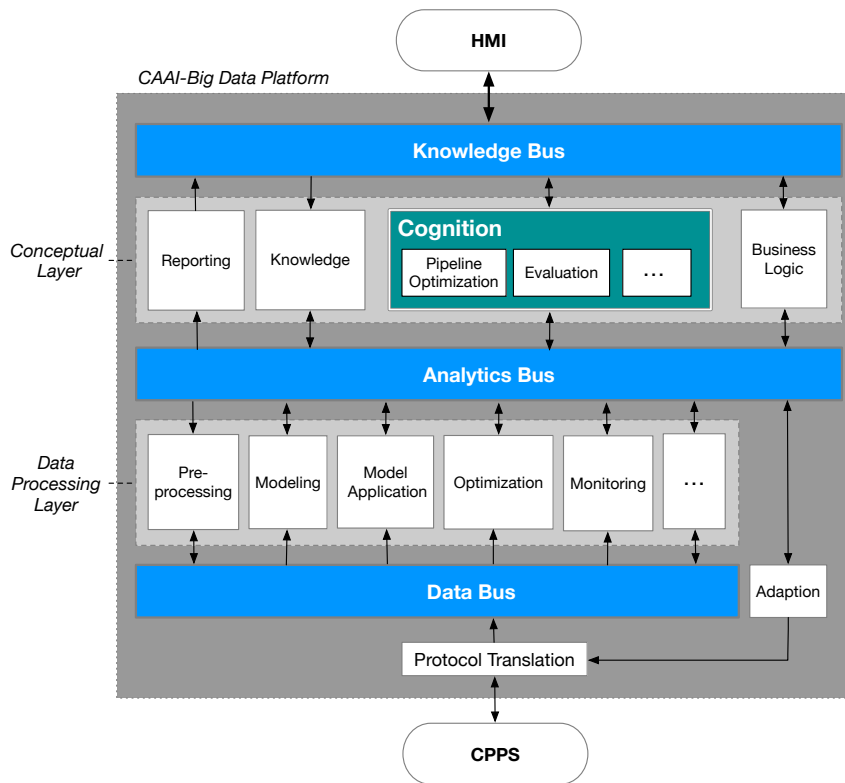 HMI
CAAI-Big Data Platform
Knowledge Bus
Conceptual
Layer
Reporting
Knowledge
Cognition
Pipeline
Optimization
Evaluation
...
Business
Logic
Analytics Bus
Data
Processing
Layer
Pre-
processing
Modeling
Model
Application
Optimization
Monitoring
...
Data Bus
Adaption
Protocol Translation
CPPS